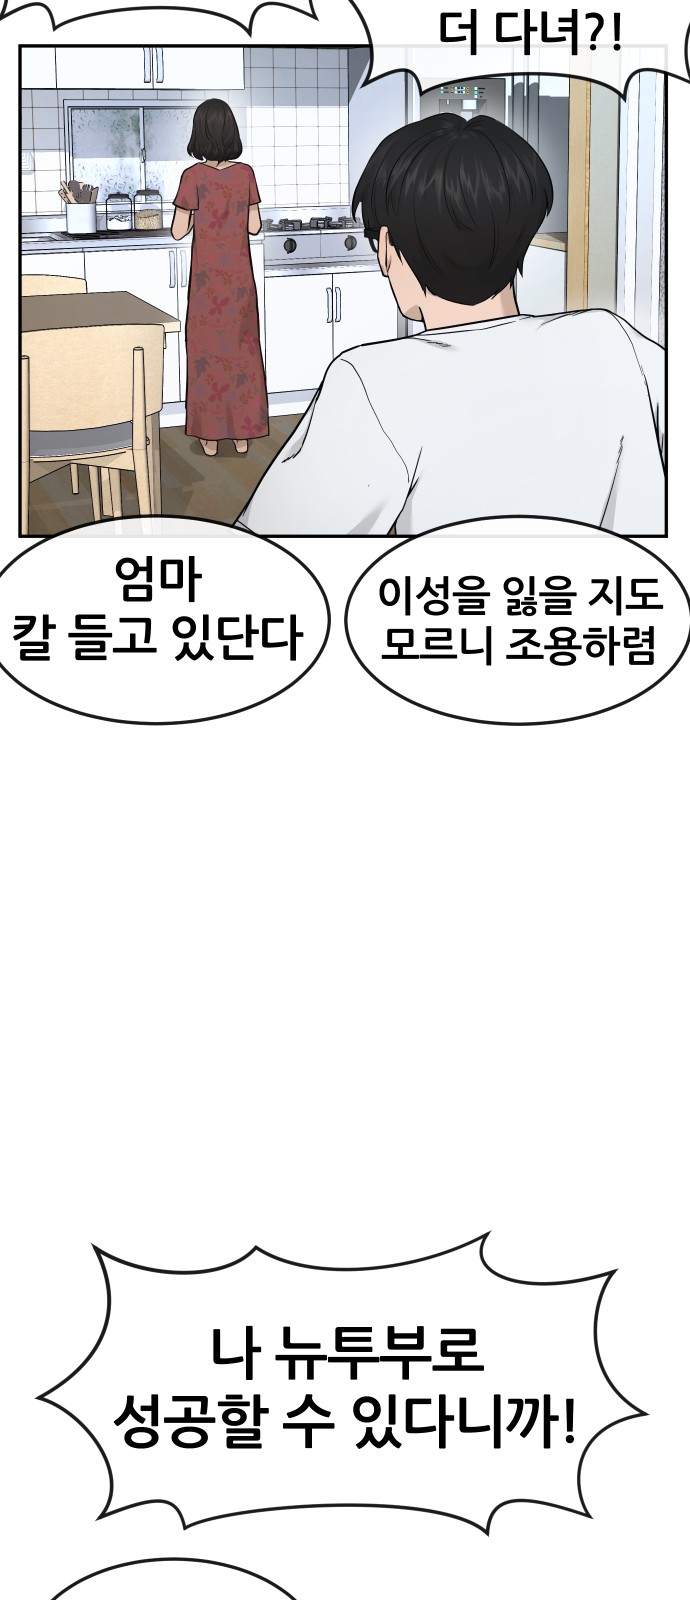 더 다녀?!
엄마
칼 들고 있단다
이성을 잃을 지도
모르니 조용하렴
나 뉴투부로
성공할 수 있다니까!